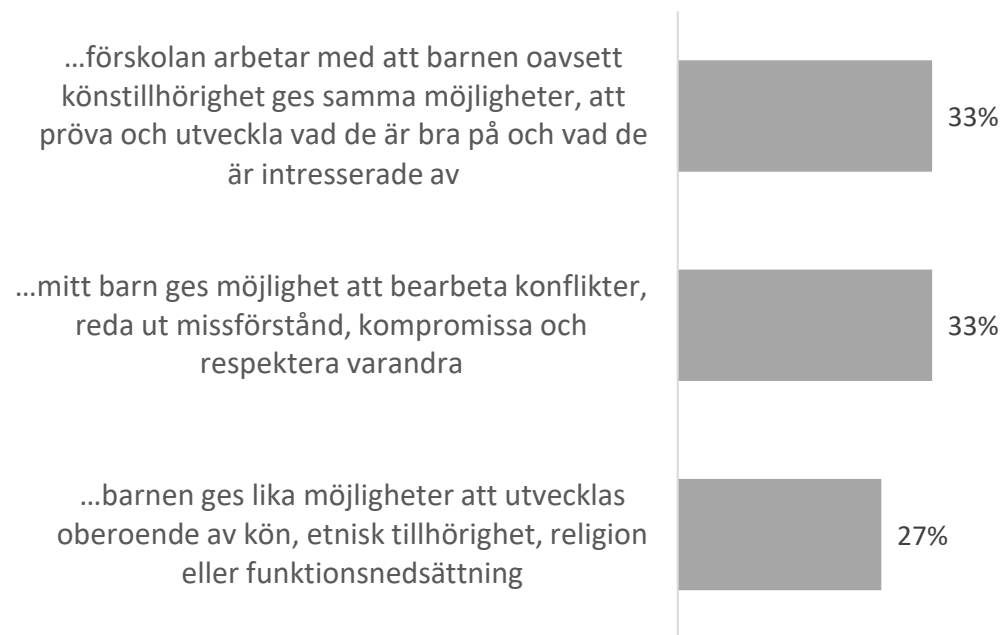 ...förskolan arbetar med att barnen oavsett
könstillhörighet ges samma möjligheter, att
pröva och utveckla vad de är bra på och vad de
är intresserade av
33%
...mitt barn ges möjlighet att bearbeta konflikter,
reda ut missförstånd, kompromissa och
respektera varandra
33%
...barnen ges lika möjligheter att utvecklas
oberoende av kön, etnisk tillhörighet, religion
eller funktionsnedsättning
27%